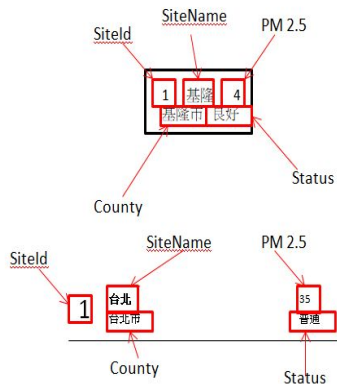 SiteName
PM 2.5
SiteId
1 基隆 4
基隆市 良好
Status
County
SiteName
PM 2.5
SiteId
台北 35
1
台北市 普通
County
Status